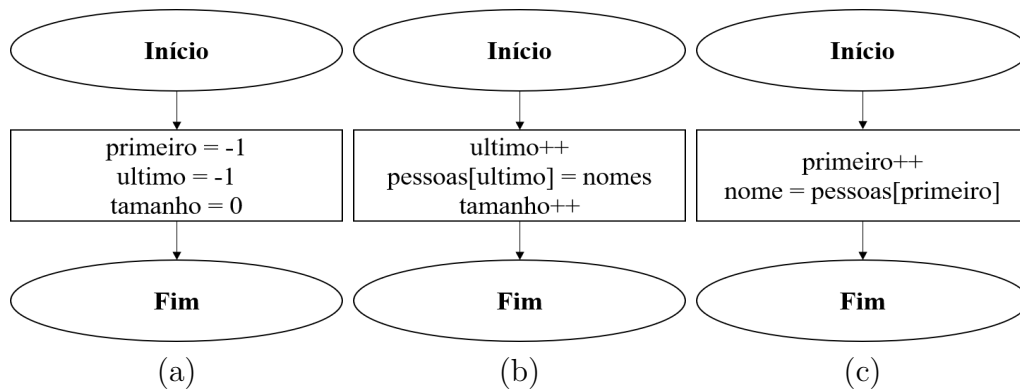 Início
primeiro = -1
ultimo = -1
tamanho = 0
Fim
(a)
Início
ultimo++
pessoas[ultimo] = nomes
tamanho++
Fim
(b)
Início
primeiro++
nome = pessoas[primeiro]
Fim
(c)